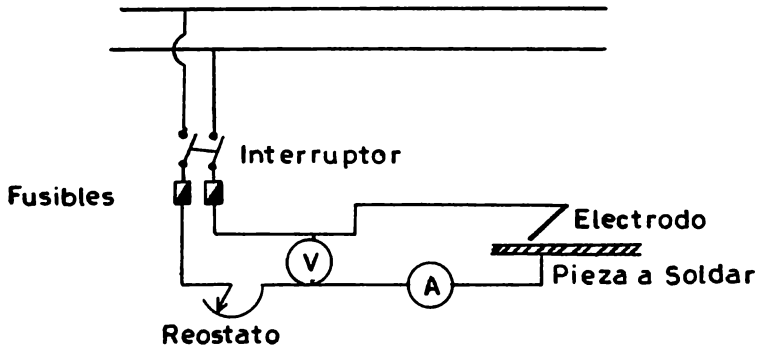 Interruptor
Fusibles
Electrodo
V
Pieza a Soldar
A
Reostato